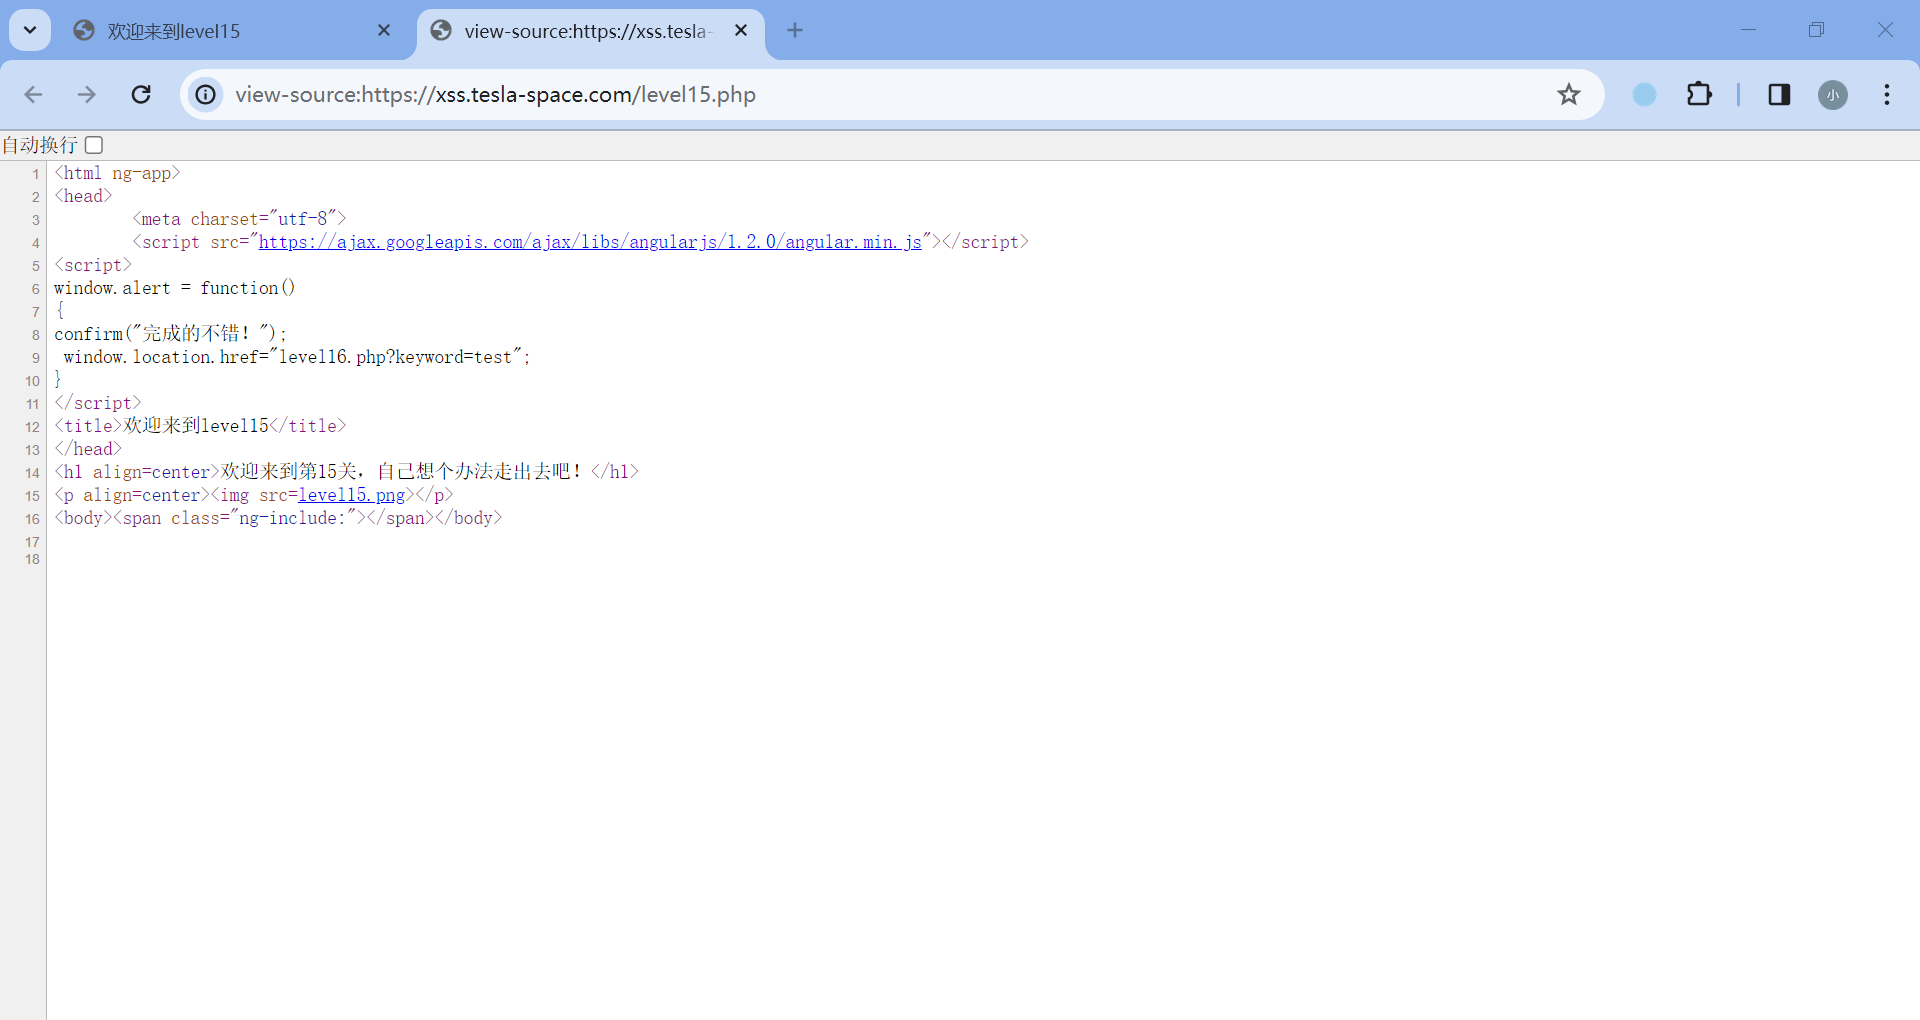 欢迎来到level15
view-source:https://xss.tesla-
view-source:https://xss.tesla-space.com/level15.php
小
自动换行
1 <html ng-app>
2 <head>
3 <meta charset="utf-8">
4 <script src="https://ajax.googleapis.com/ajax/libs/angularjs/1.2.0/angular.min.js"></script>
5 <script>
6 window.alert = function()
7 {
8 confirm("完成的不错！");
9 window.location.href="level16.php?keyword=test";
10 }
11 </script>
12 <title>欢迎来到level15</title>
13 </head>
14 <h1 align=center>欢迎来到第15关，自己想个办法走出去吧！</h1>
15 <p align=center><img src=level15.png></p>
16 <body><span class="ng-include:"></span></body>
17
18